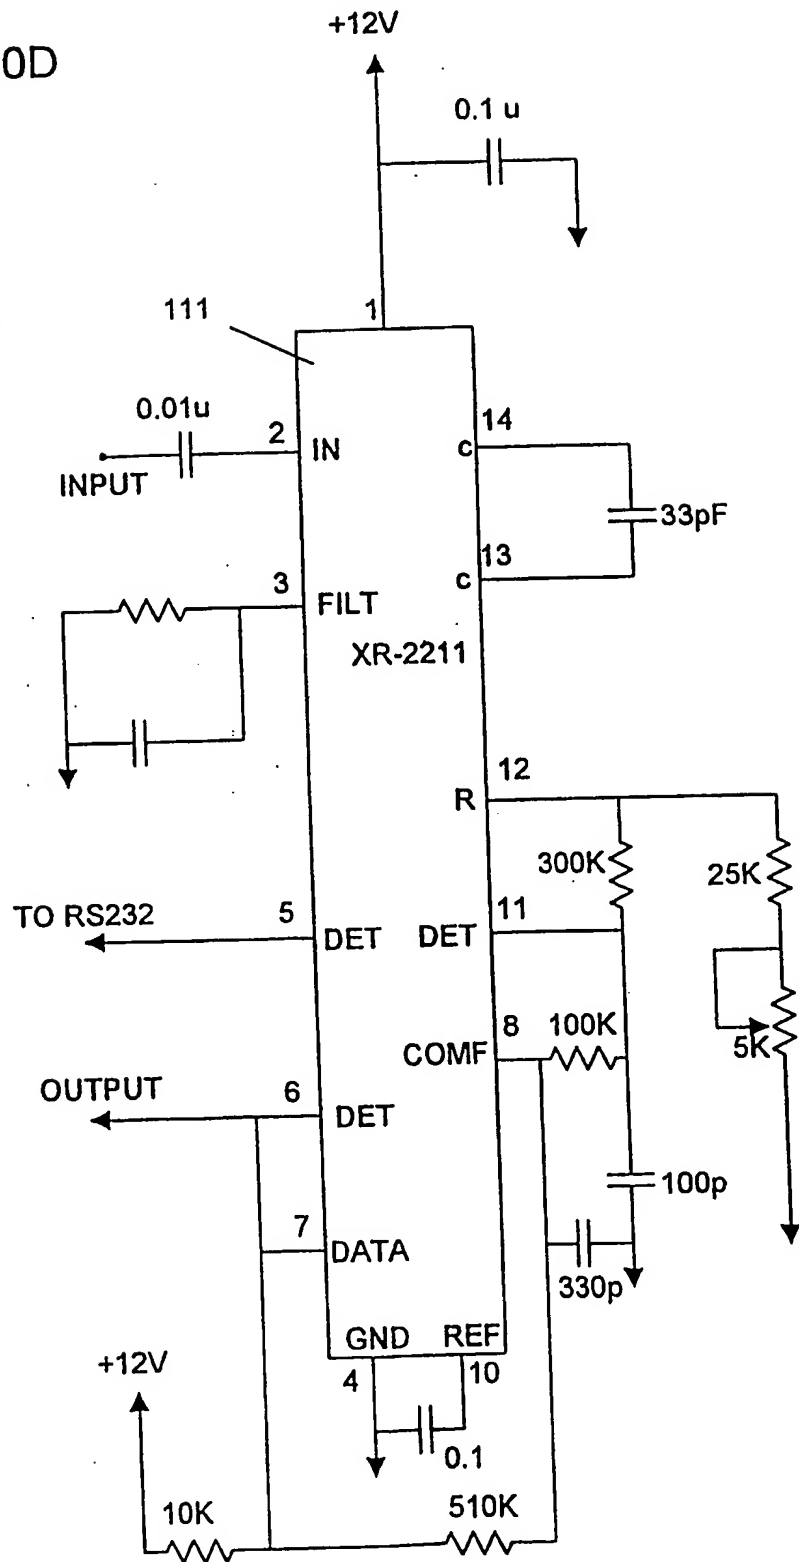 +12V
0D
0.1 u
111
1
0.01u
2
IN
14
c
INPUT
33pF
13
c
3
FILT
XR-2211
12
R
300K
25K
TO RS232
5
DET
11
DET
8
100K
COMF
5K
OUTPUT
6
DET
100p
7
DATA
330p
GND
REF
+12V
4
10
0.1
10K
510K